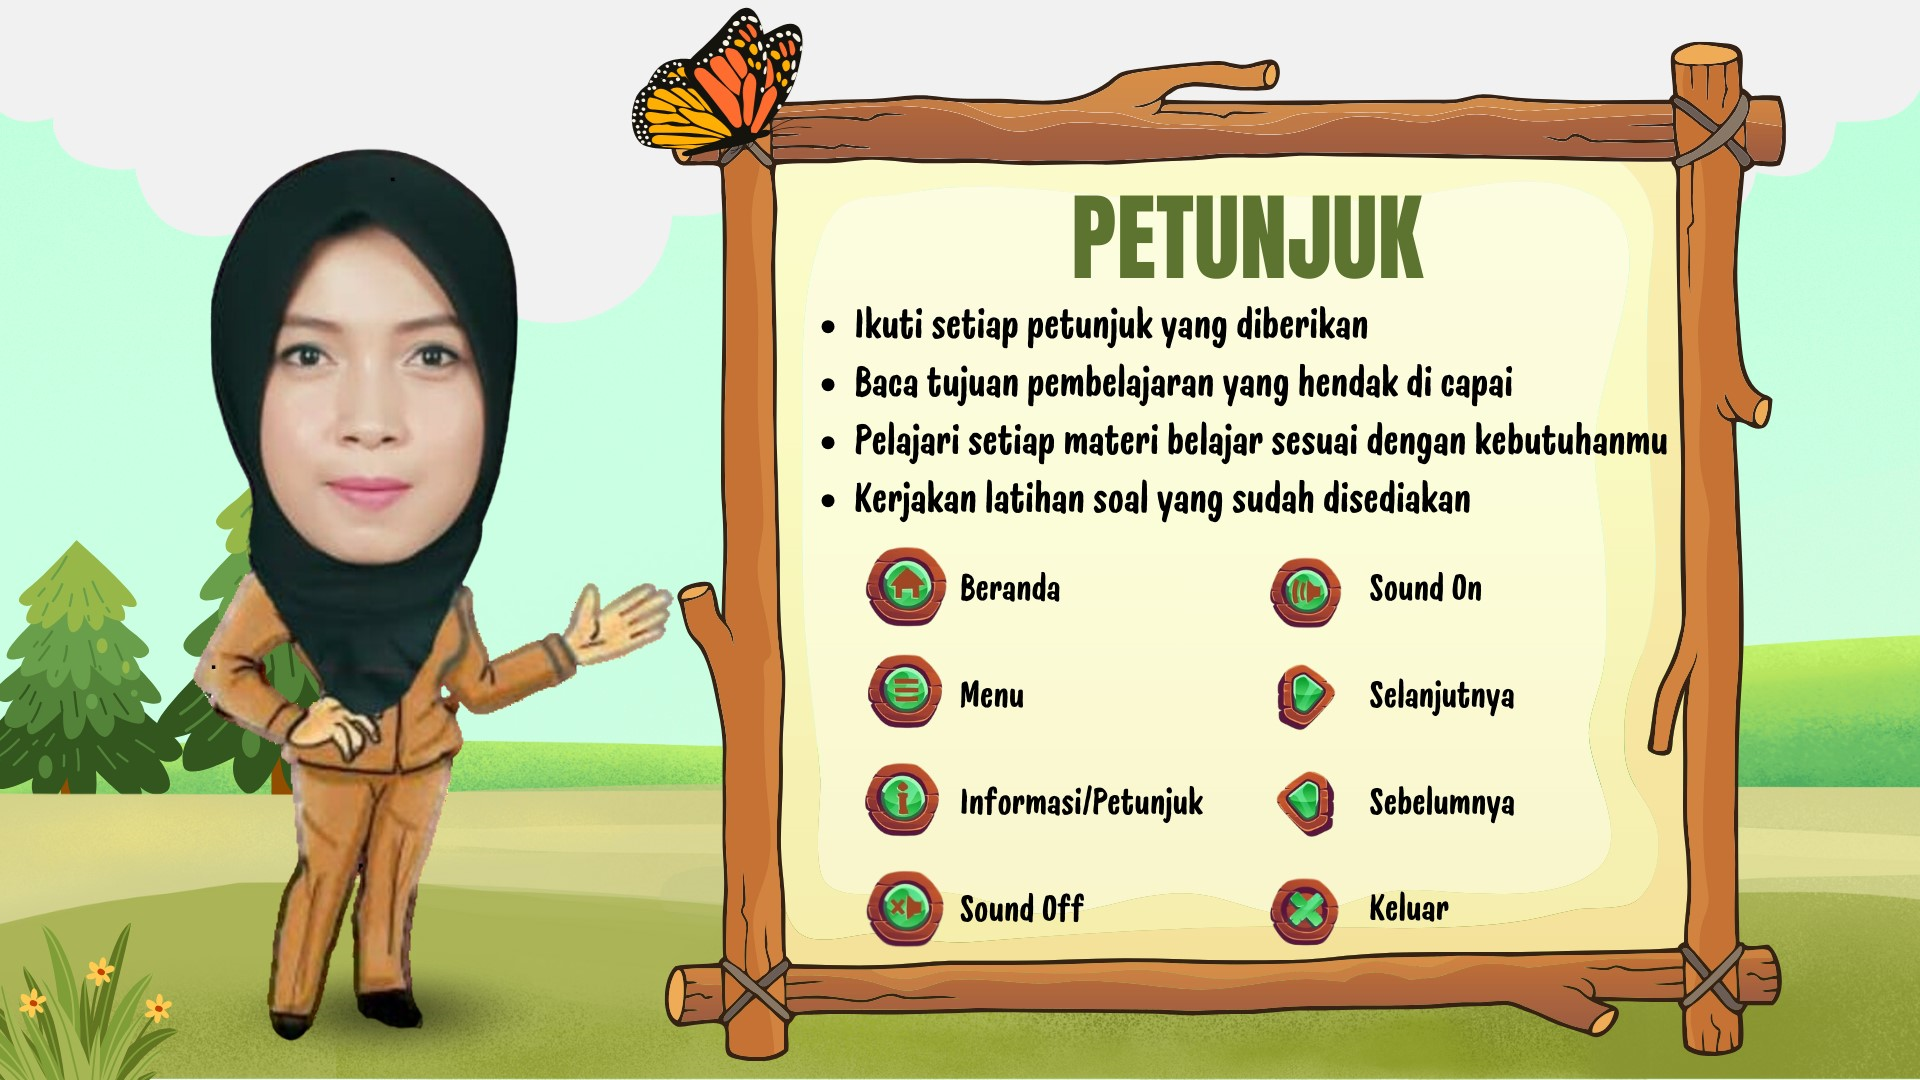 PETUNJUK
Ikuti setiap petunjuk yang diberikan
Baca tujuan pembelajaran yang hendak di capai
Pelajari setiap materi belajar sesuai dengan kebutuhanmu
Kerjakan latihan soal yang sudah disediakan
Beranda
Sound On
Menu
Selanjutnya
Informasi/Petunjuk
Sebelumnya
Sound Off
Keluar